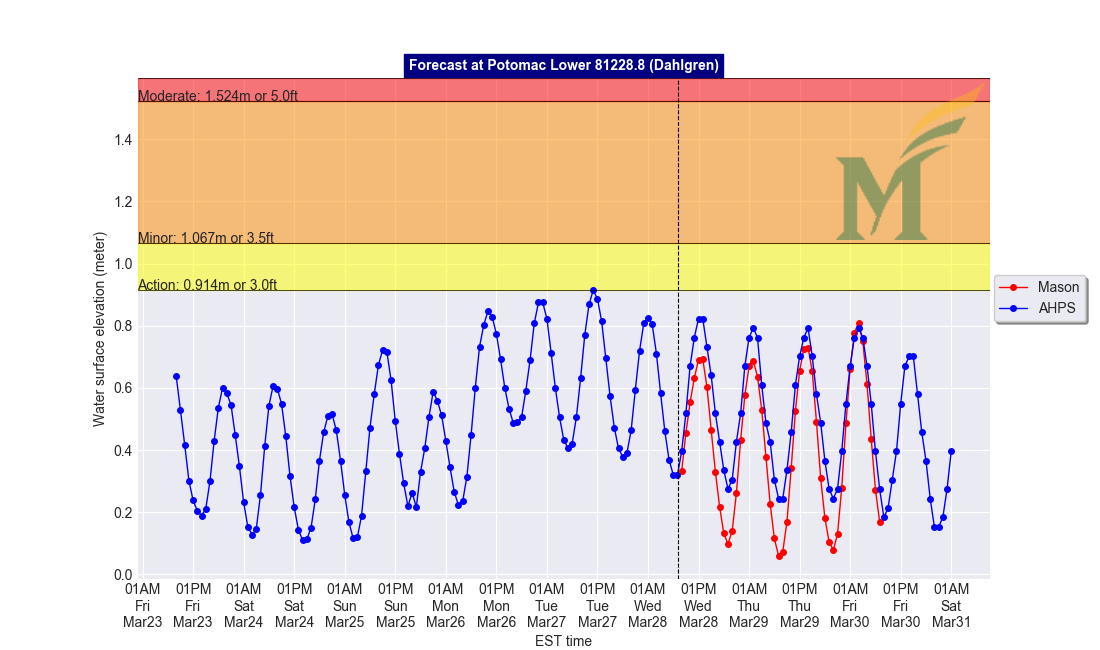 Forecast at Potomac Lower 81228.8 (Dahlgren)
Moderate: 1.524m or 5.0ft
Minor: 1.067m or 3.5ft
Action: 0.914m or 3.0ft
Water surface elevation (meter)
1.4
1.2
1.0
0.8
0.6
0.4
0.2
0.0
Mason
AHPS
01AM 01PM 01AM 01PM 01AM 01PM 01AM 01PM 01AM 01PM 01AM 01PM 01AM 01PM 01AM 01PM 01AM
Fri Fri Sat Sat Sun Sun Mon Mon Tue Tue Wed Wed Thu Thu Fri Fri Sat
Mar23 Mar23 Mar24 Mar24 Mar25 Mar25 Mar26 Mar26 Mar27 Mar27 Mar28 Mar28 Mar29 Mar29 Mar30 Mar30 Mar31
EST time
M